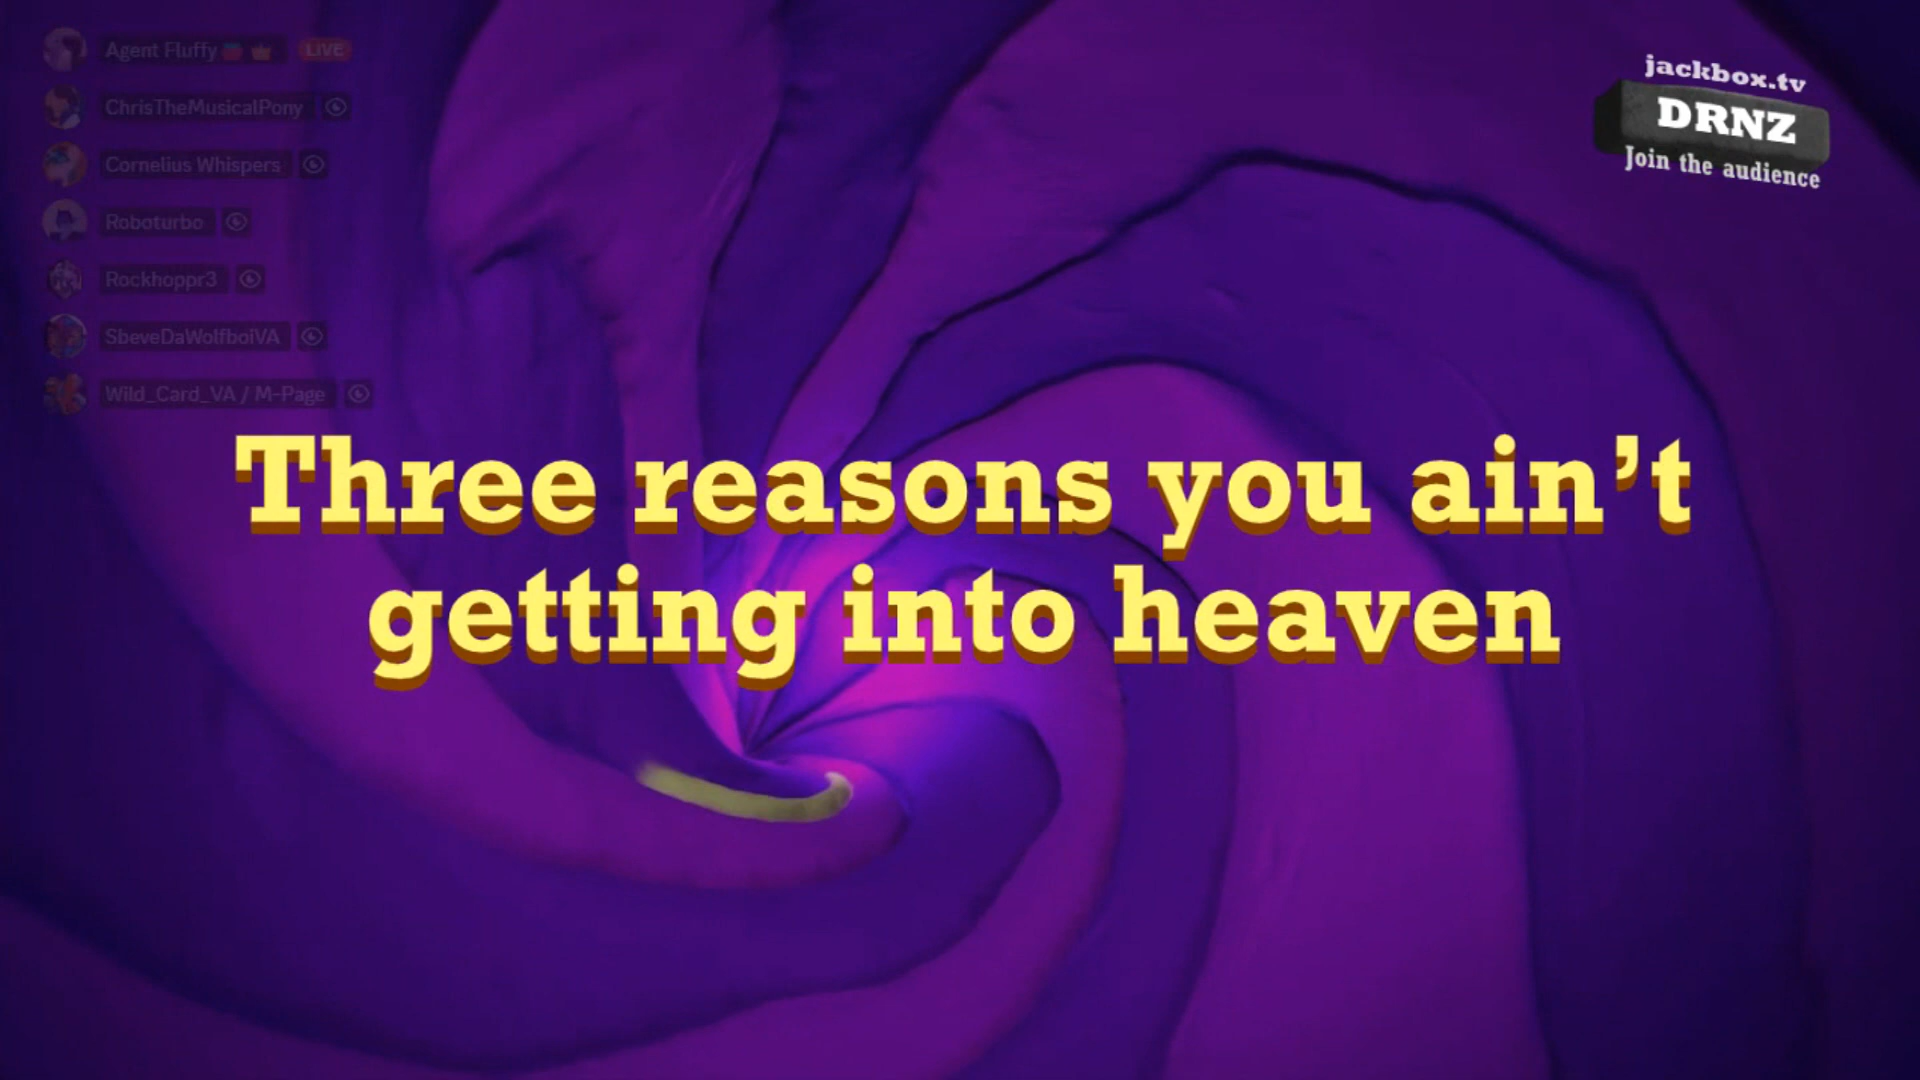 Agent Fluffy LIVE
ChrisTheMusicalPony
Cornelius Whispers
Roboturbo
Rockhoppr3
SbeveDaWolfboiVA
Wild_Card_VA / M-Page
jackbox.tv
DRNZ
Join the audience
Three reasons you ain’t
getting into heaven